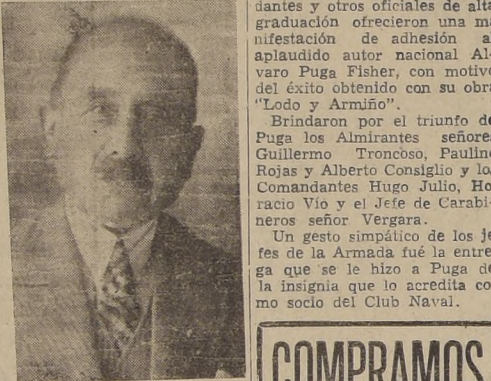 dantes y otros oficiales de alta
graduación ofrecieron una ma
nifestación de adhesión a
aplaudido autor nacional Al
varo Puga Fisher, con motivo
del éxito obtenido con su obra
"Lodo y Armiño".
Brindaron por el triunfo de
Puga los Almirantes señores
Guillermo Troncoso, Paulino
Rojas y Alberto Consiglio y los
Comandantes Hugo Julio, Ho
racio Vío y el Jefe de Carabi
neros señor Vergara.
Un gesto simpático de los je
fes de la Armada fué la entre
ga que se le hizo a Puga de
la insignia que lo acredita co
mo socio del Club Naval.
COMPRAMOS